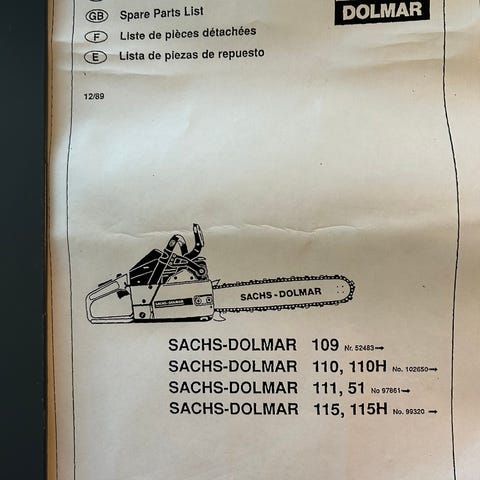 DOLMAR
GB Spare Parts List
F Liste de pièces détachées
E Lista de piezas de repuesto
12/89
SACHS-DOLMAR
SACHS-DOLMAR
SACHS-DOLMAR 109 Nr. 52483→
SACHS-DOLMAR 110, 110H No. 102650→
SACHS-DOLMAR 111, 51 No 97861→
SACHS-DOLMAR 115, 115H No. 99320→